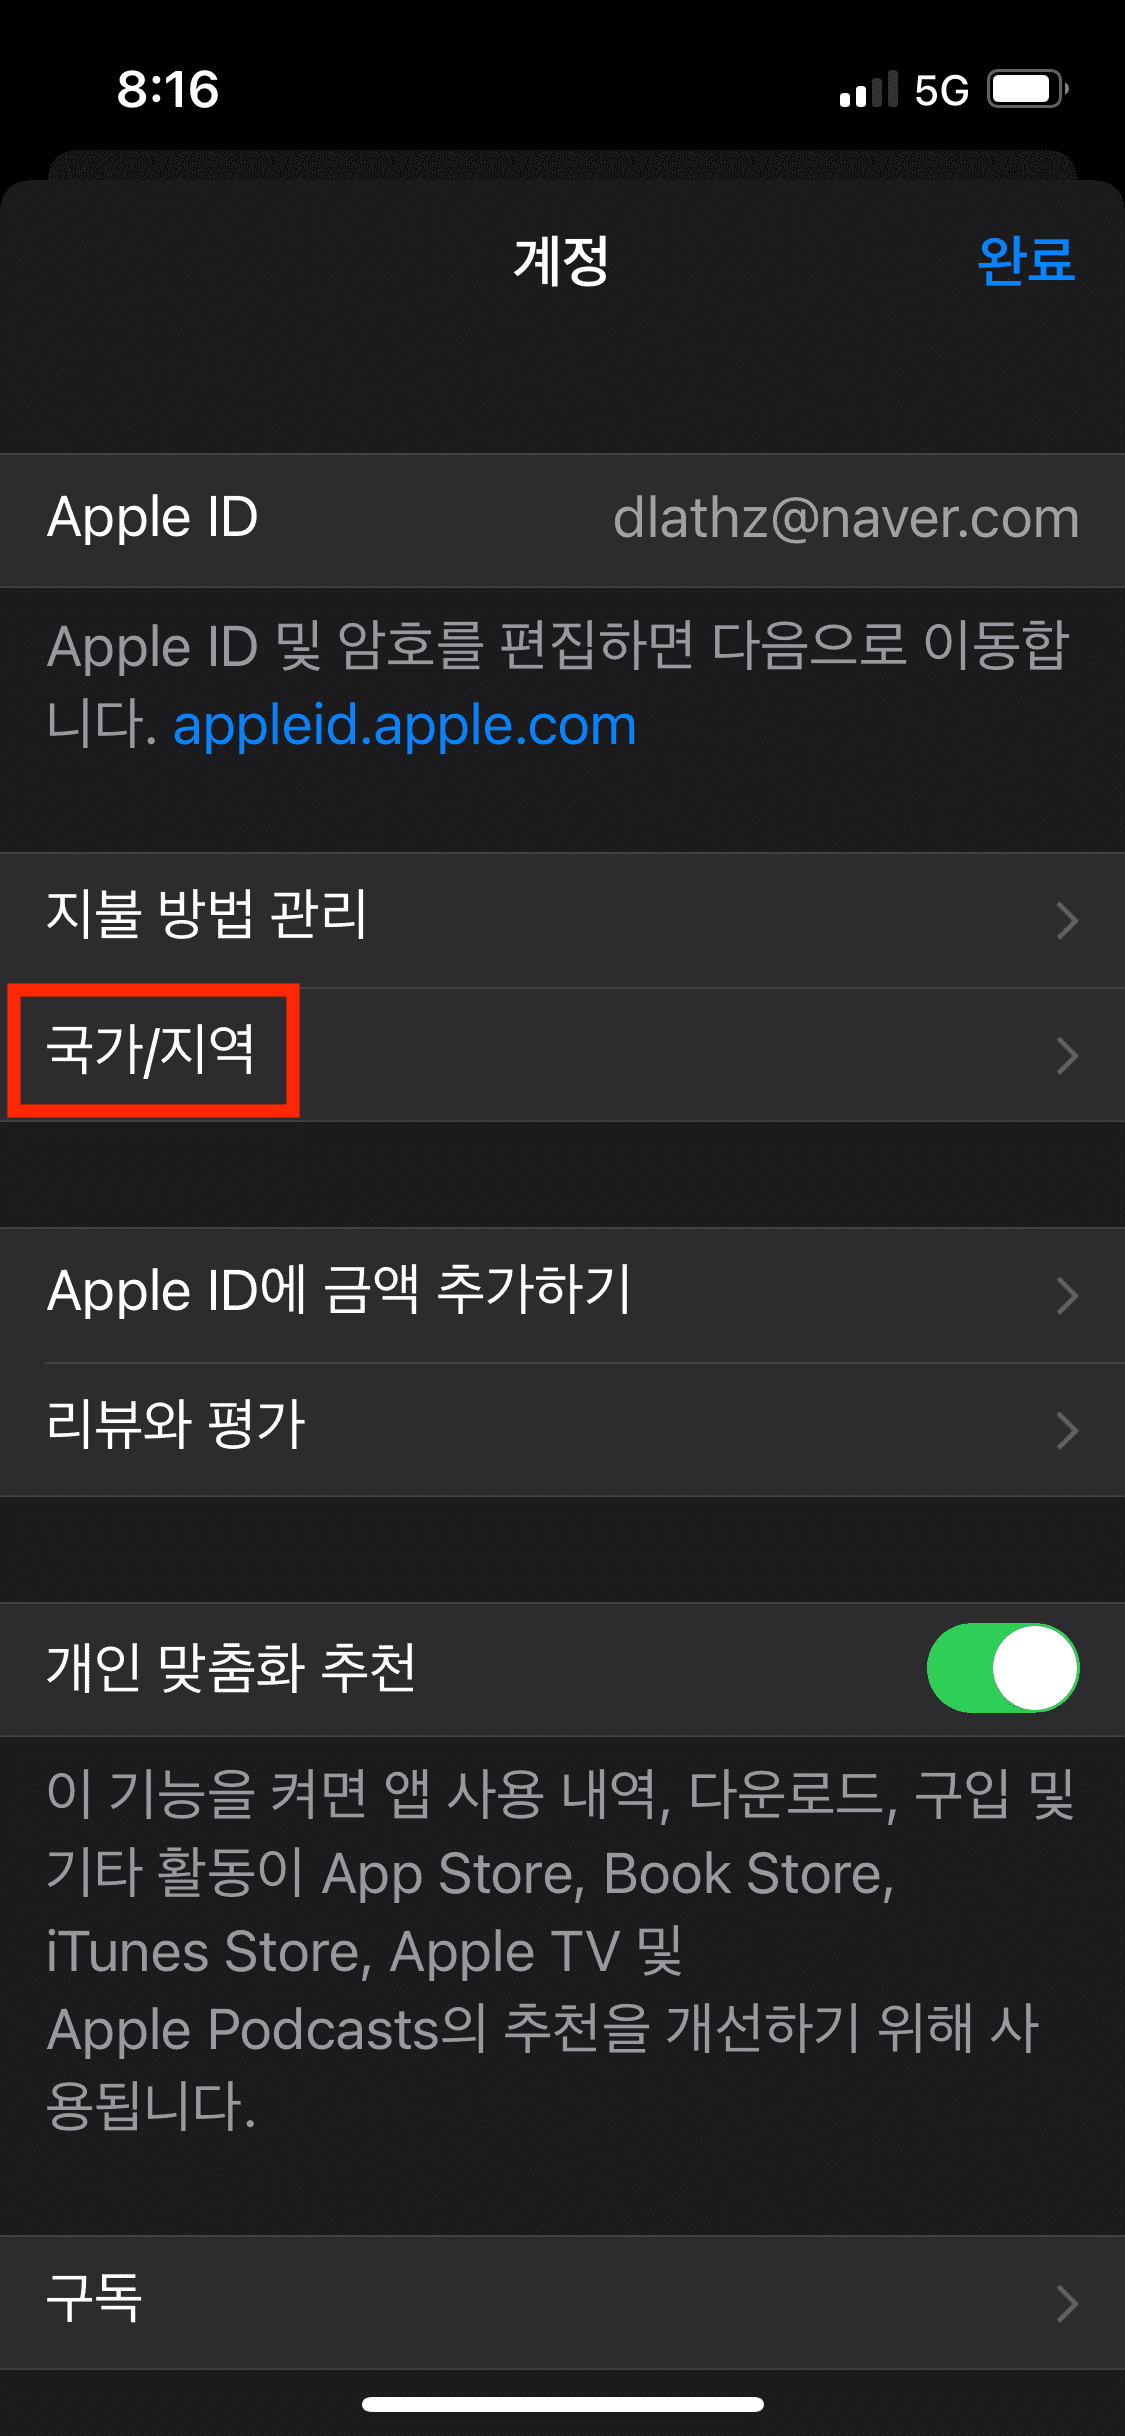 8:16 5G
계정 완료
Apple ID dlathz@naver.com
Apple ID 및 암호를 편집하면 다음으로 이동합
니다. appleid.apple.com
지불 방법 관리
국가/지역
Apple ID에 금액 추가하기
리뷰와 평가
개인 맞춤화 추천
이 기능을 켜면 앱 사용 내역, 다운로드, 구입 및
기타 활동이 App Store, Book Store,
iTunes Store, Apple TV 및
Apple Podcasts의 추천을 개선하기 위해 사
용됩니다.
구독